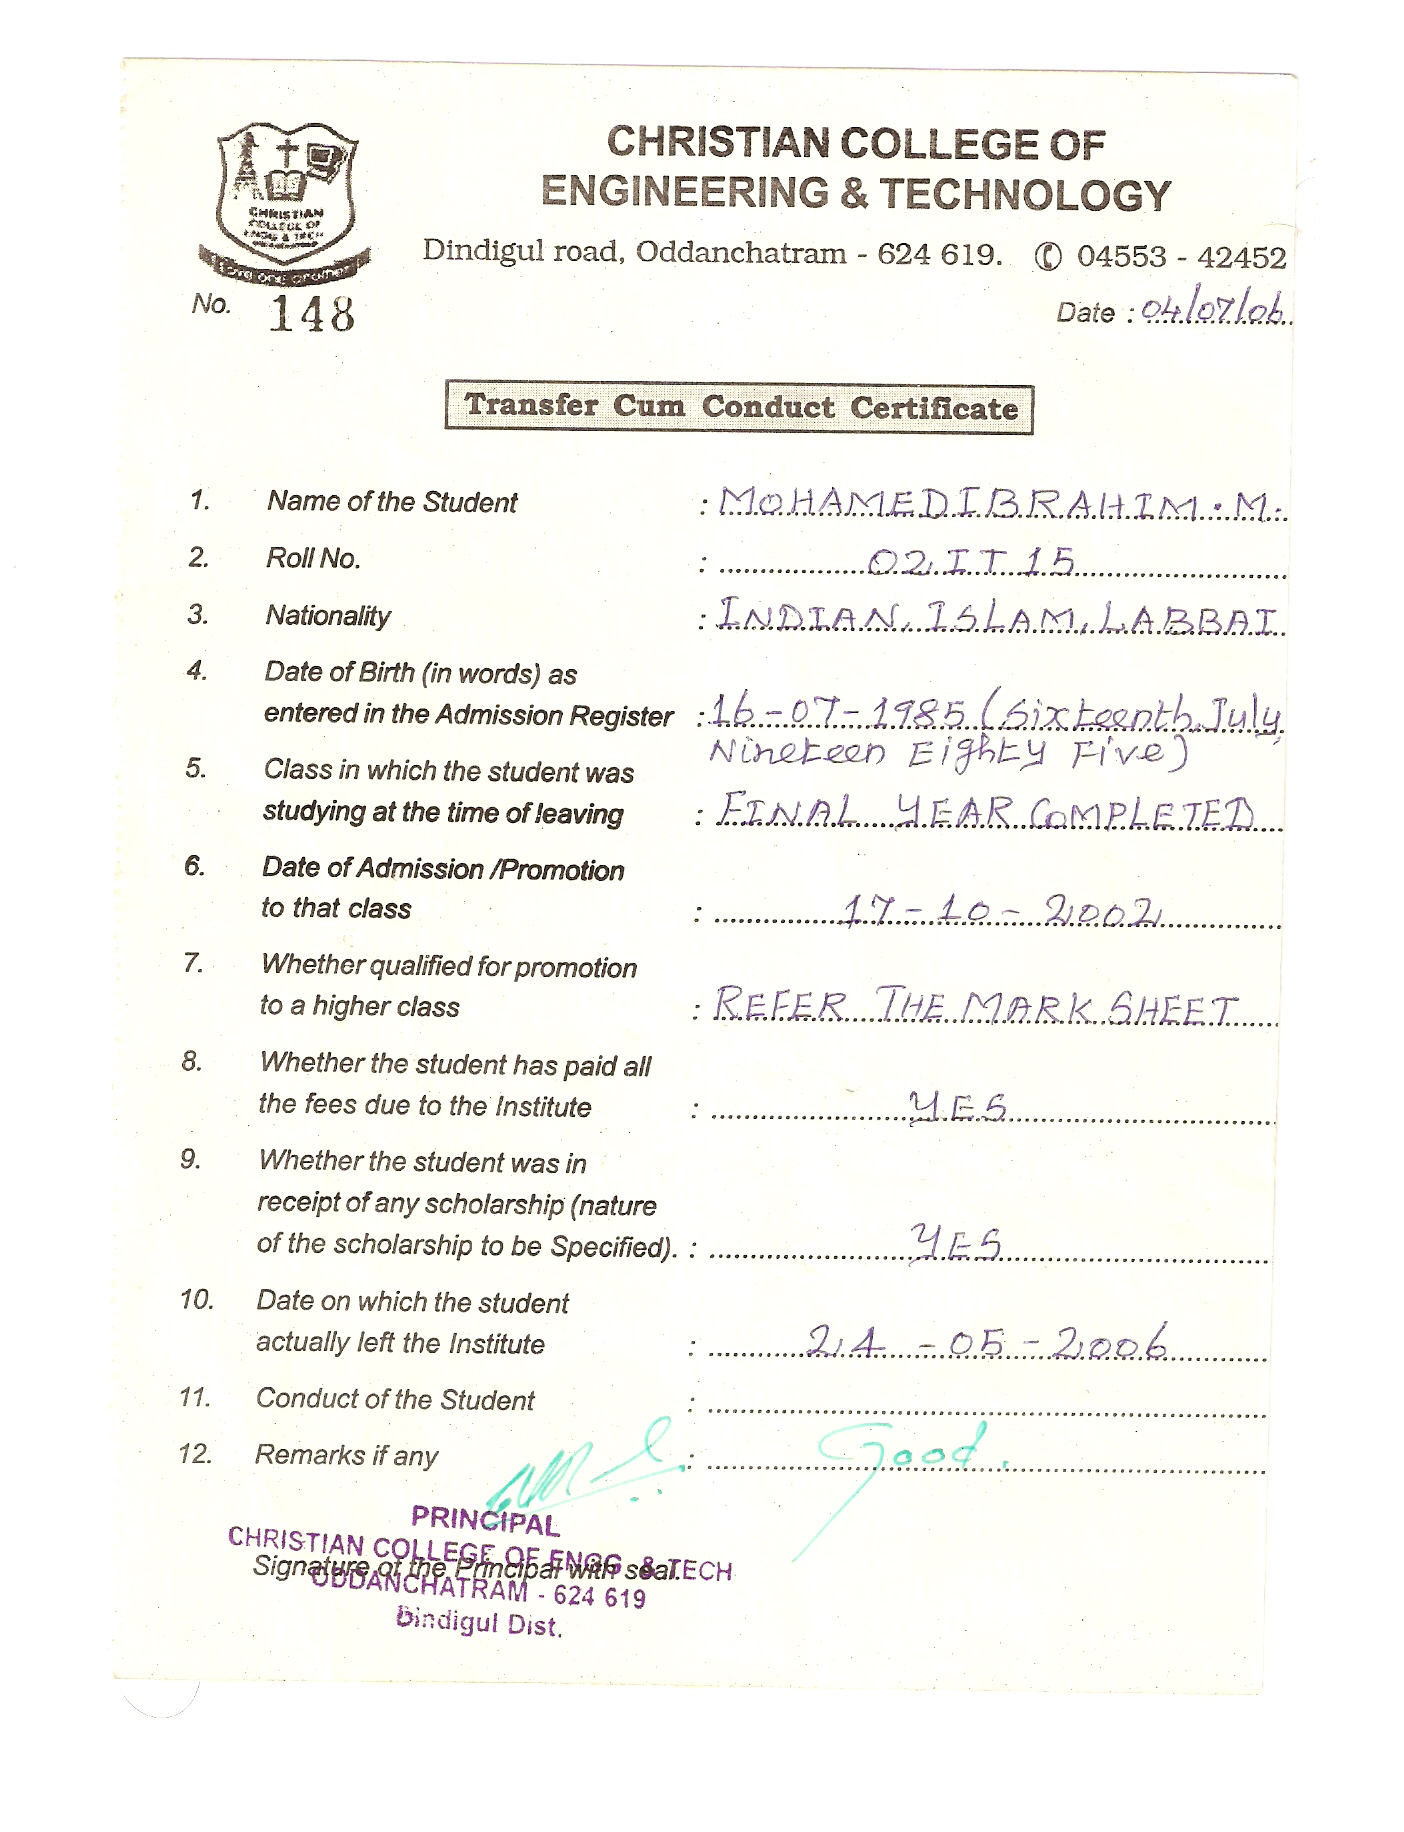 CHRISTIAN COLLEGE OF
ENGINEERING & TECHNOLOGY
Dindigul road, Oddanchatram - 624 619. ✆ 04553 - 42452
CHRISTIAN
COLLEGE OF
ENGG & TECH
Love one another
No. 148
Date : 04/07/06
Transfer Cum Conduct Certificate
1. Name of the Student : MOHAMED IBRAHIM . M.
2. Roll No. : 02 IT 15
3. Nationality : INDIAN, ISLAM, LABBAI
4. Date of Birth (in words) as
entered in the Admission Register : 16-07-1985 (Sixteenth July
Nineteen Eighty Five)
5. Class in which the student was
studying at the time of leaving : FINAL YEAR COMPLETED
6. Date of Admission /Promotion
to that class : 17-10-2002
7. Whether qualified for promotion
to a higher class : REFER THE MARK SHEET
8. Whether the student has paid all
the fees due to the Institute : YES
9. Whether the student was in
receipt of any scholarship (nature
of the scholarship to be Specified). : YES
10. Date on which the student
actually left the Institute : 24-05-2006
11. Conduct of the Student :
12. Remarks if any : Good.
PRINCIPAL
CHRISTIAN COLLEGE OF ENGG. & TECH
Signature of the Principal with seal.
ODDANCHATRAM - 624 619
Dindigul Dist.